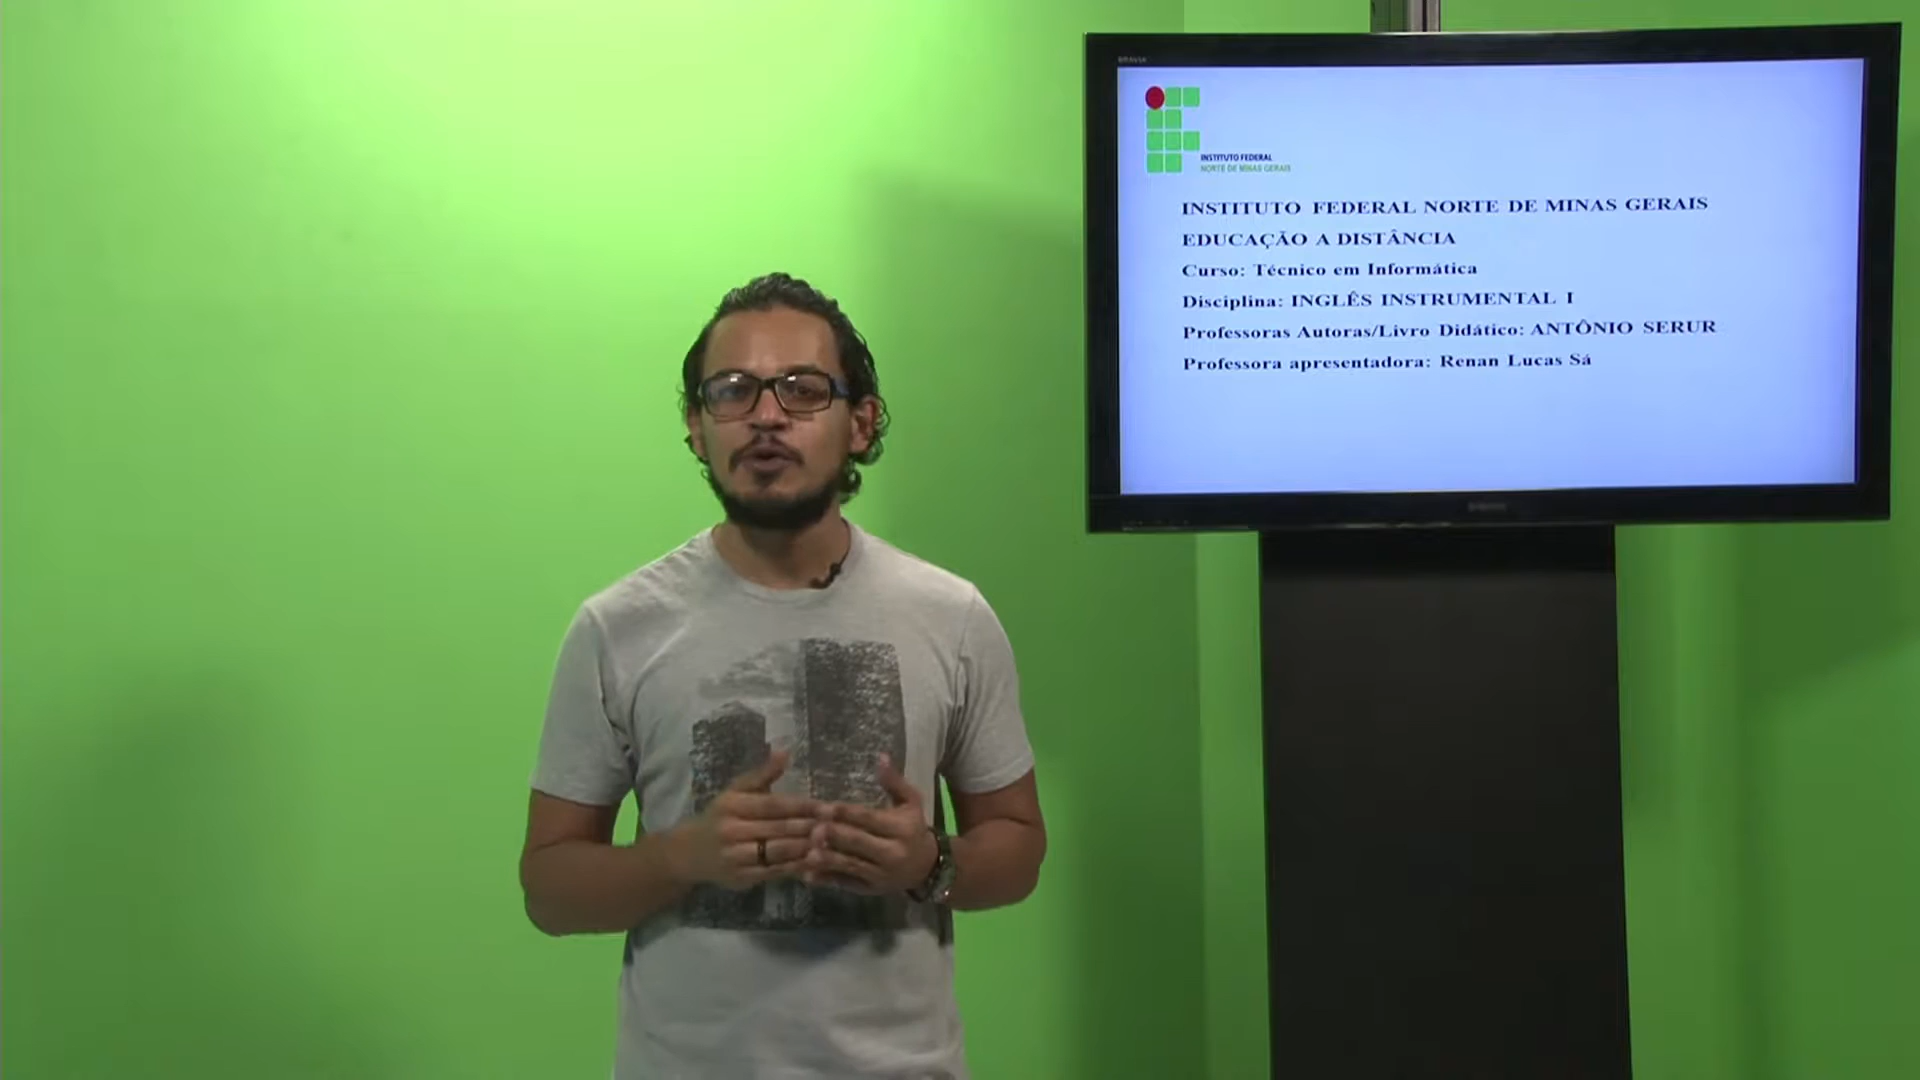 BRAVIA
INSTITUTO FEDERAL
NORTE DE MINAS GERAIS
INSTITUTO FEDERAL NORTE DE MINAS GERAIS
EDUCAÇÃO A DISTÂNCIA
Curso: Técnico em Informática
Disciplina: INGLÊS INSTRUMENTAL I
Professoras Autoras/Livro Didático: ANTÔNIO SERUR
Professora apresentadora: Renan Lucas Sá